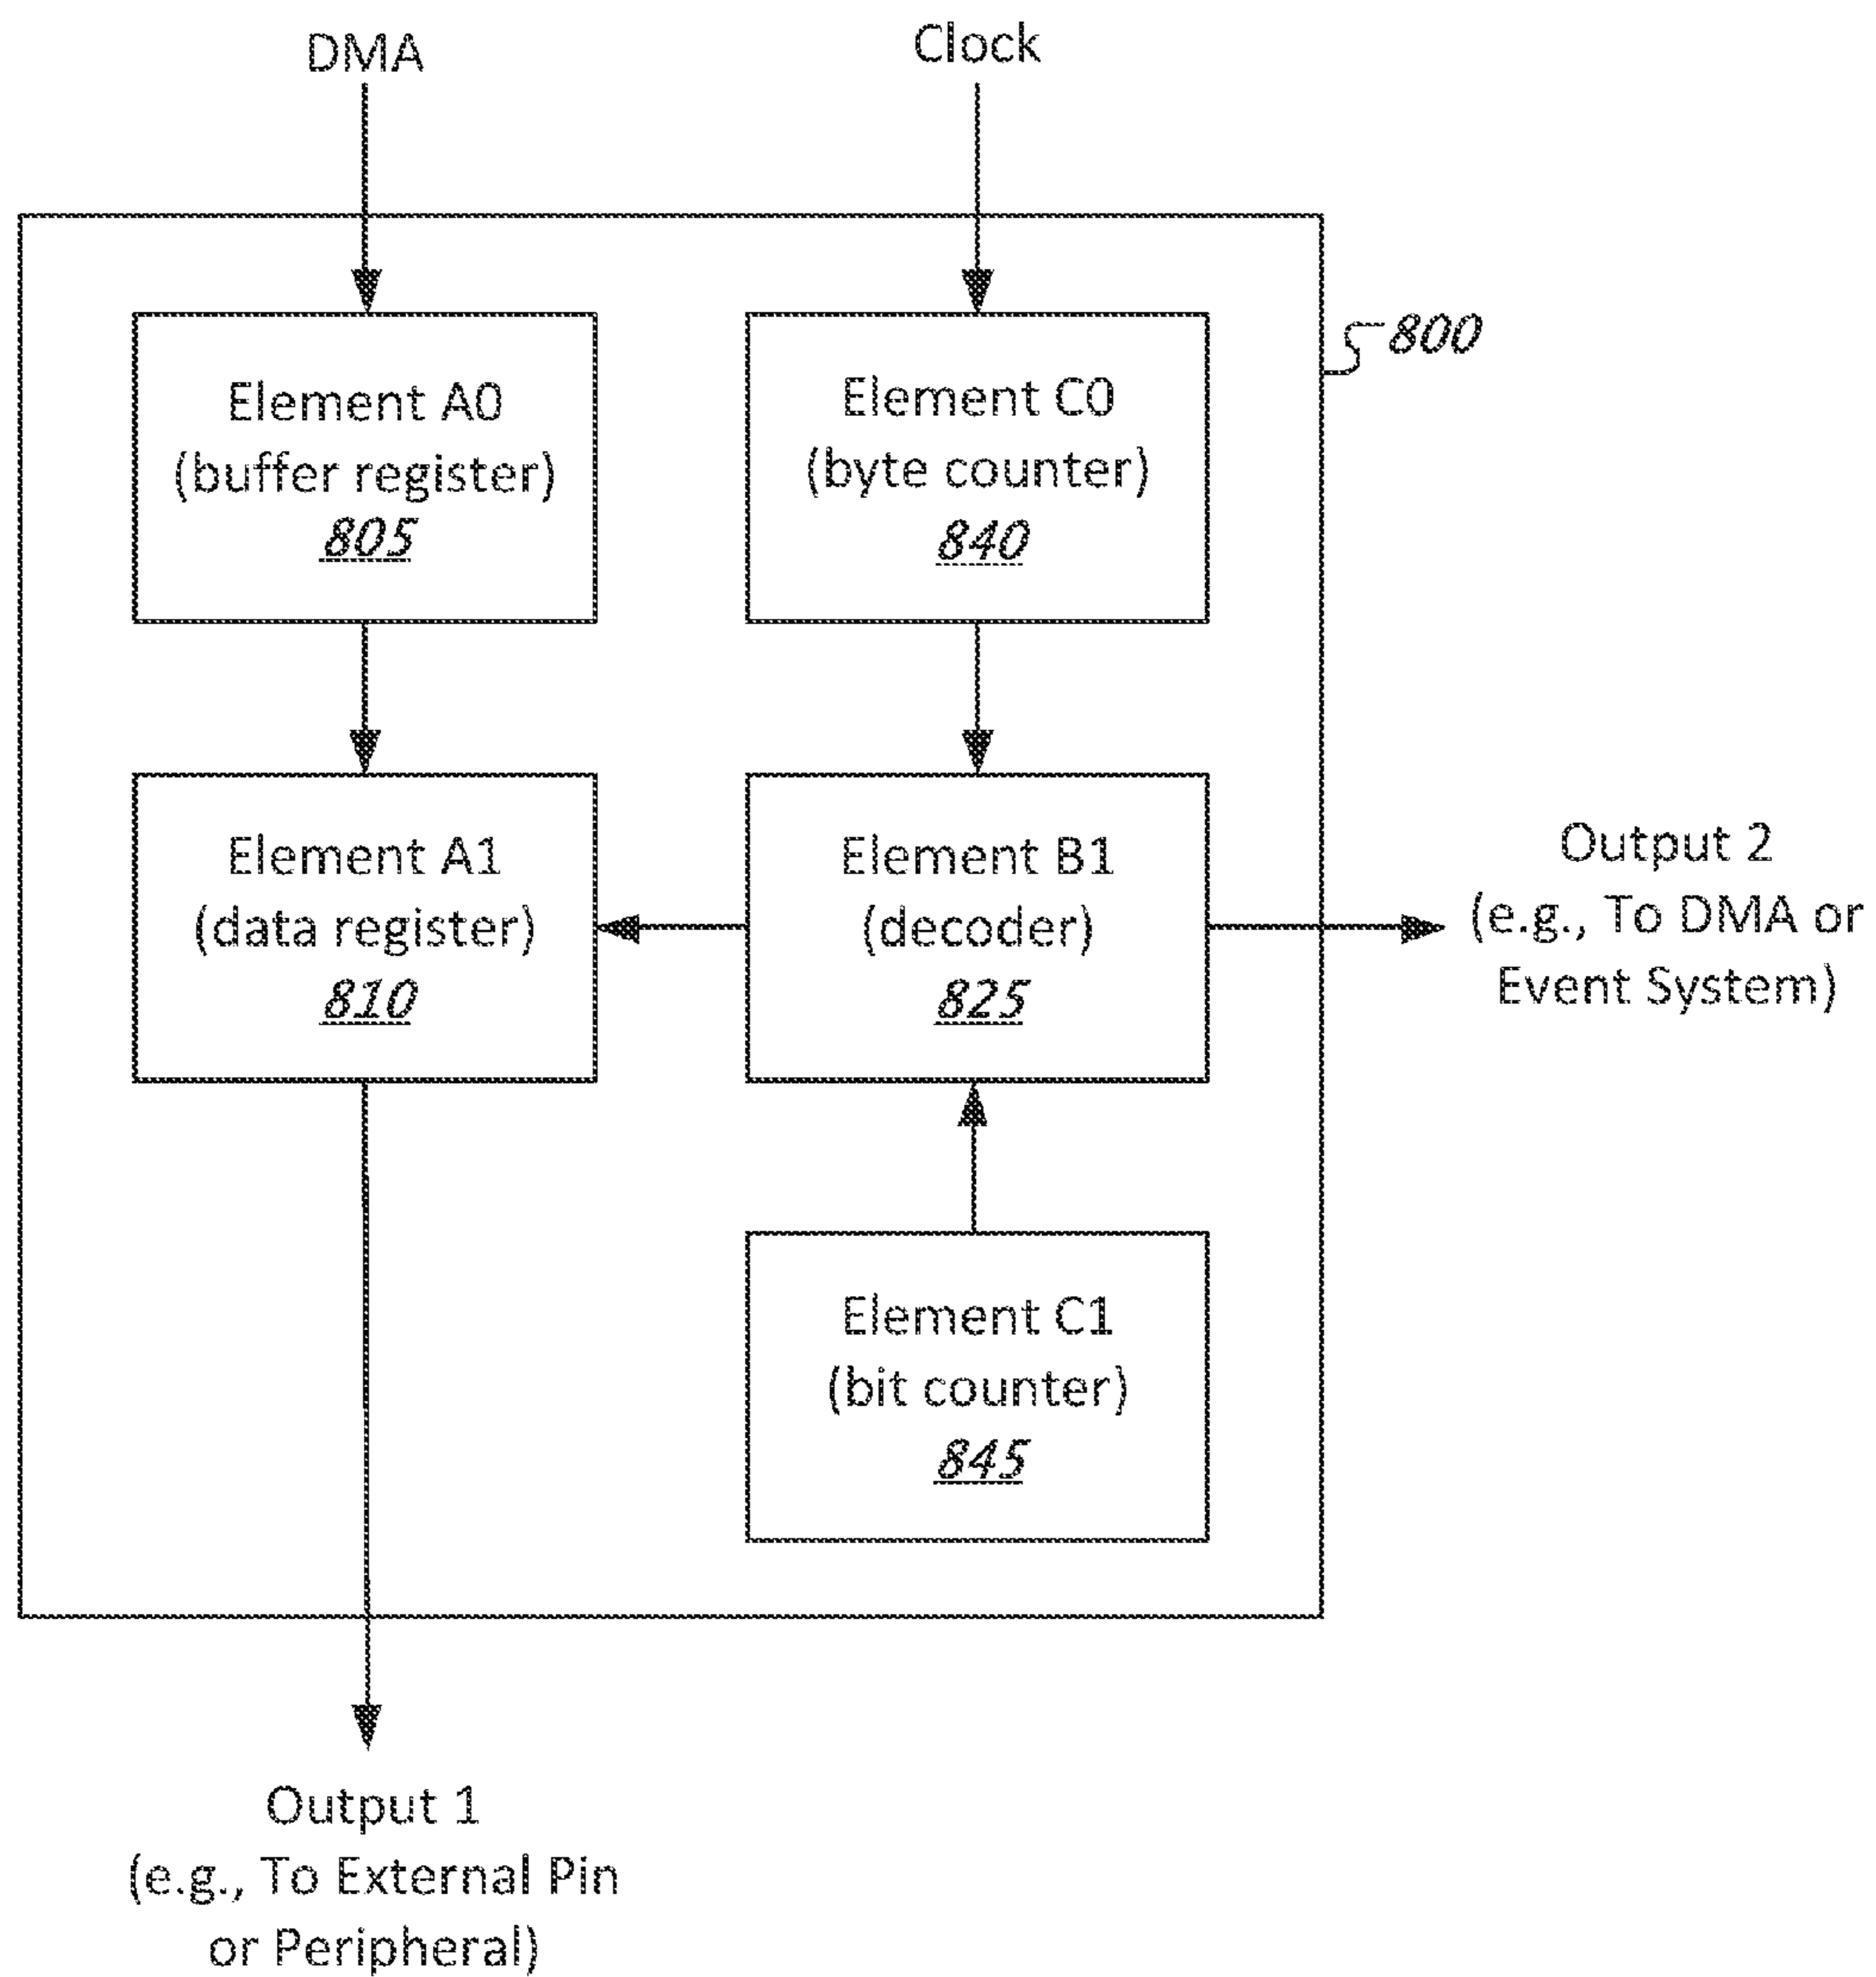 DMA
Clock
800
Element A0
(buffer register)
805
Element C0
(byte counter)
840
Element A1
(data register)
810
Element B1
(decoder)
825
Output 2
(e.g., To DMA or
Event System)
Element C1
(bit counter)
845
Output 1
(e.g., To External Pin
or Peripheral)